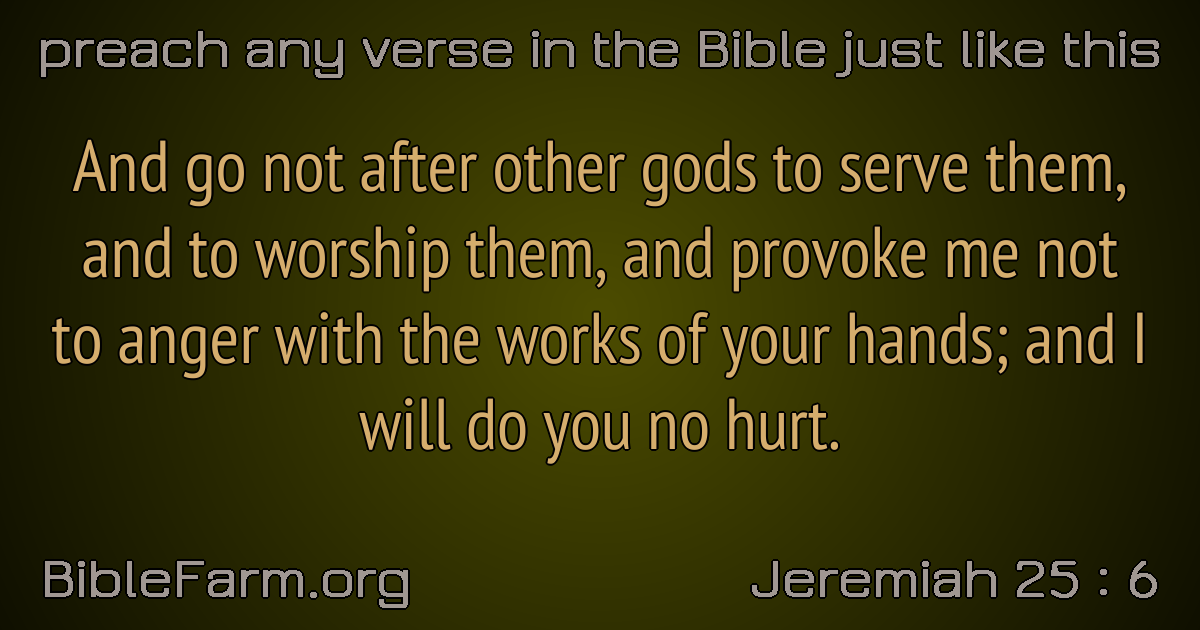 preach any verse in the Bible just like this
And go not after other gods to serve them,
and to worship them, and provoke me not
to anger with the works of your hands; and I
will do you no hurt.
BibleFarm.org
Jeremiah 25 : 6